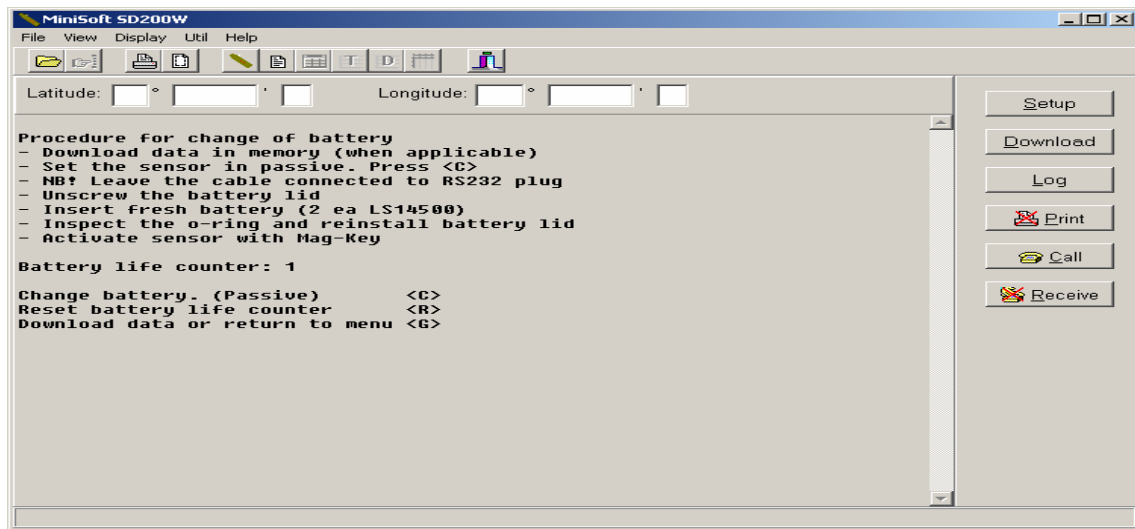 MiniSoft SD200W
File View Display Util Help
T D
Latitude: ° ' Longitude: ° '
Setup
Download
Log
Print
Call
Receive
Procedure for change of battery
- Download data in memory (when applicable)
- Set the sensor in passive. Press <C>
- NB! Leave the cable connected to RS232 plug
- Unscrew the battery lid
- Insert fresh battery (2 ea LS14500)
- Inspect the o-ring and reinstall battery lid
- Activate sensor with Mag-Key
Battery life counter: 1
Change battery. (Passive) <C>
Reset battery life counter <R>
Download data or return to menu <G>